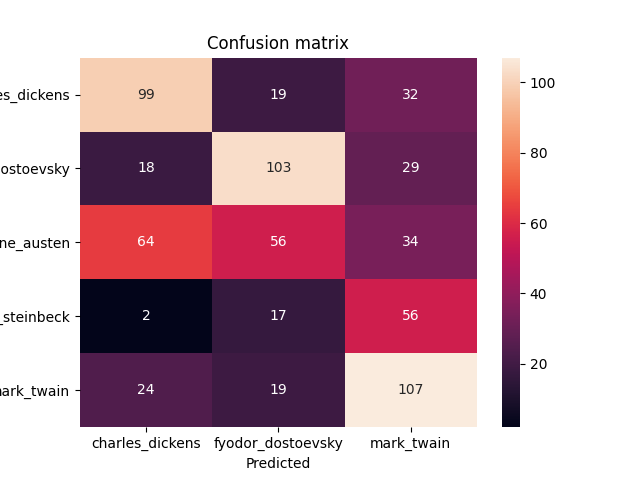 Confusion matrix
es_dickens 99 19 32 100
ostoevsky 18 103 29 80
ne_austen 64 56 34 60
_steinbeck 2 17 56 40
mark_twain 24 19 107 20
charles_dickens fyodor_dostoevsky mark_twain
Predicted